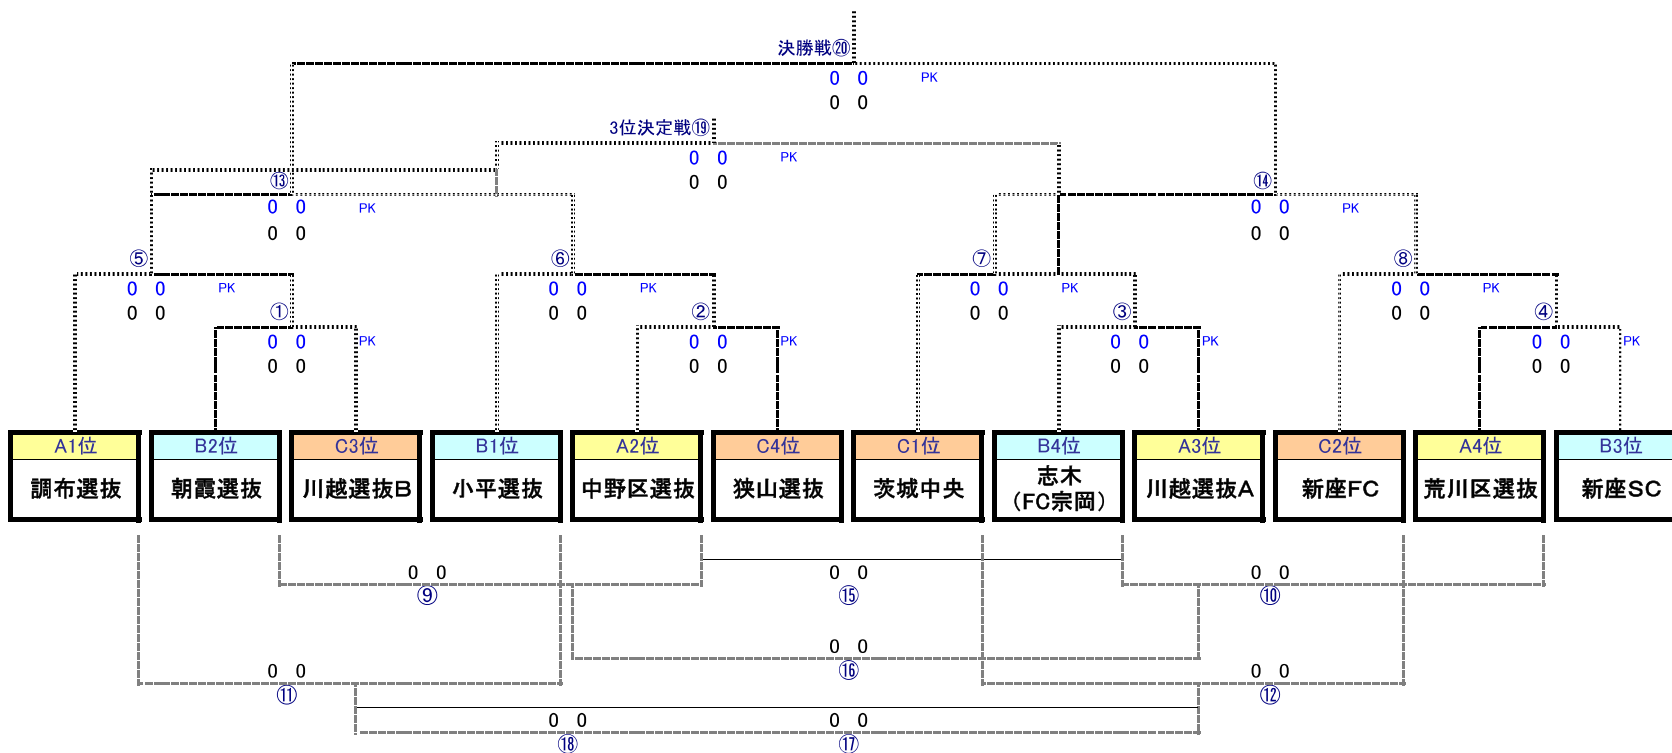 決勝戦⑳
0 0 PK
0 0
3位決定戦⑲
0 0 PK
0 0
⑬ ⑭
0 0 PK 0 0 PK
0 0 0 0
⑤ ⑥ ⑦ ⑧
0 0 PK 0 0 PK 0 0 PK 0 0 PK
0 0 0 0 0 0 0 0
① ② ③ ④
0 0 PK 0 0 PK 0 0 PK 0 0 PK
0 0 0 0 0 0 0 0
A1位 B2位 C3位 B1位 A2位 C4位 C1位 B4位 A3位 C2位 A4位 B3位
調布選抜 朝霞選抜 川越選抜B 小平選抜 中野区選抜 狭山選抜 茨城中央 志木 川越選抜A 新座FC 荒川区選抜 新座SC
(FC宗岡)
0 0 0 0 0 0
⑨ ⑮ ⑩
0 0
⑯
0 0 0 0
⑪ ⑫
0 0 0 0
⑱ ⑰